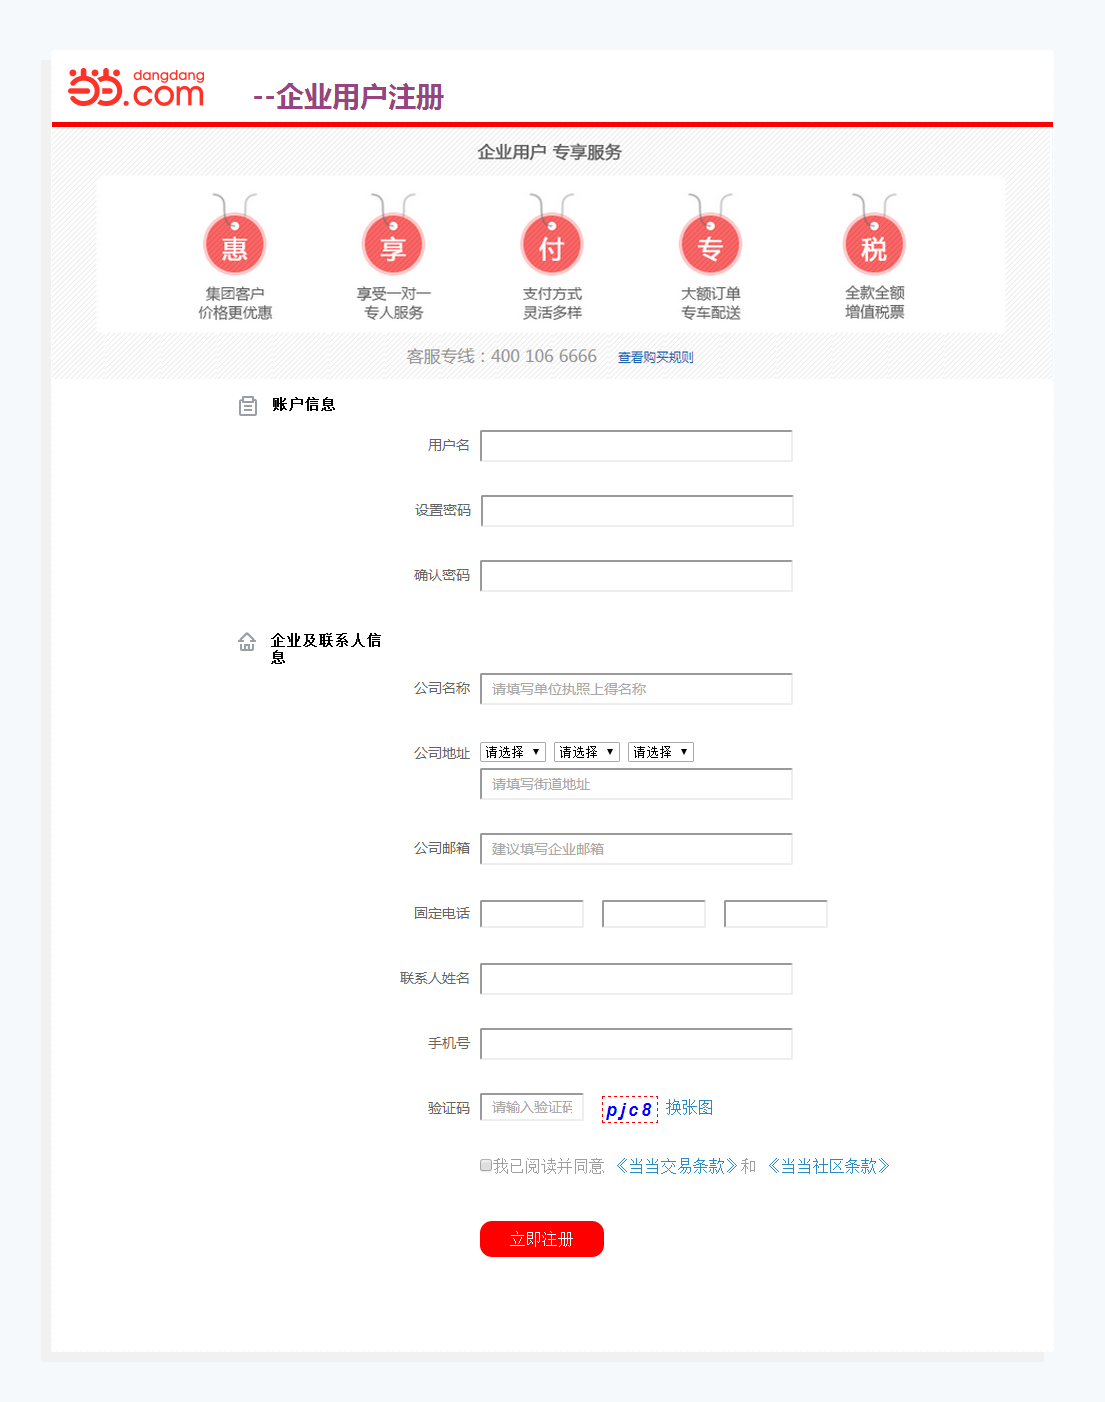 dangdang
.com
--企业用户注册
企业用户 专享服务
惠 享 付 专 税
集团客户 享受一对一 支付方式 大额订单 全款全额
价格更优惠 专人服务 灵活多样 专车配送 增值税票
客服专线：400 106 6666 查看购买规则
账户信息
用户名
设置密码
确认密码
企业及联系人信
息
公司名称 请填写单位执照上得名称
公司地址 请选择 请选择 请选择
请填写街道地址
公司邮箱 建议填写企业邮箱
固定电话
联系人姓名
手机号
验证码 请输入验证码 pjc8 换张图
我已阅读并同意 《当当交易条款》和 《当当社区条款》
立即注册